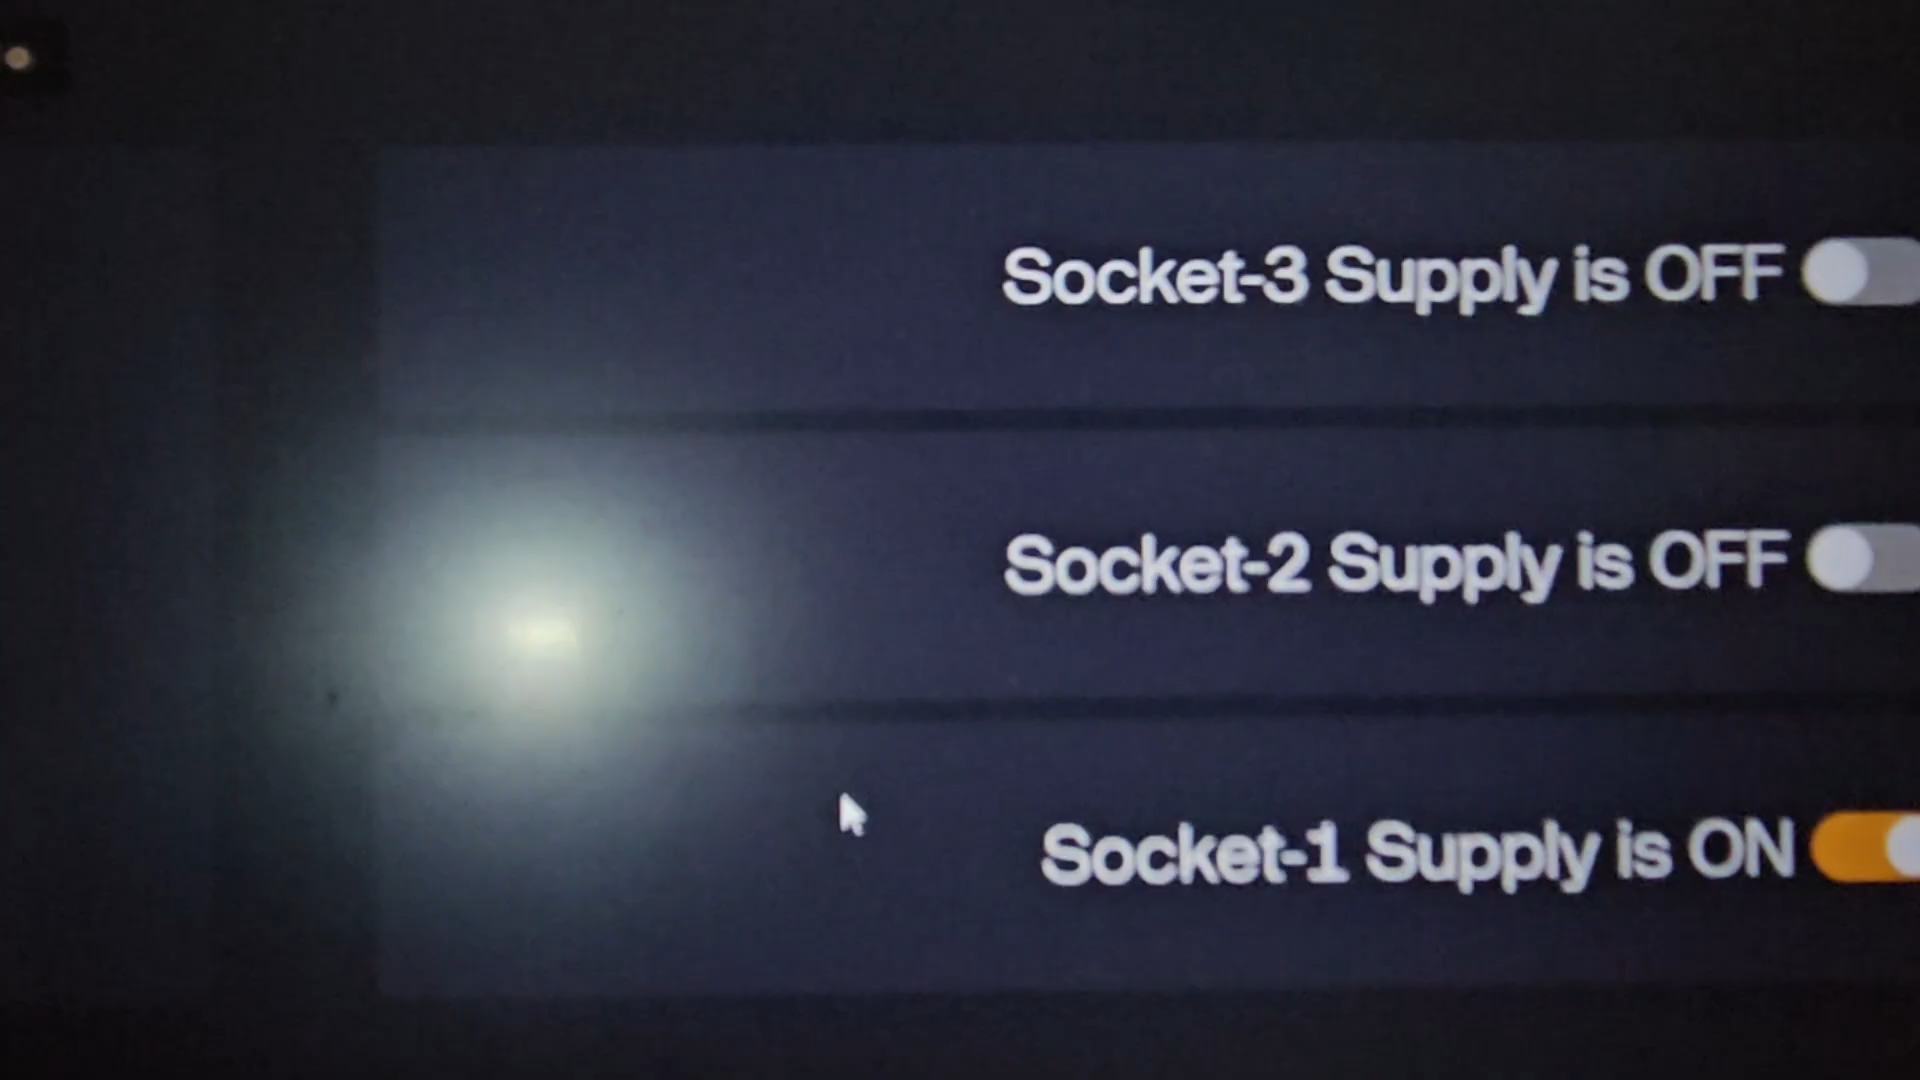 Socket-3 Supply is OFF
Socket-2 Supply is OFF
Socket-1 Supply is ON